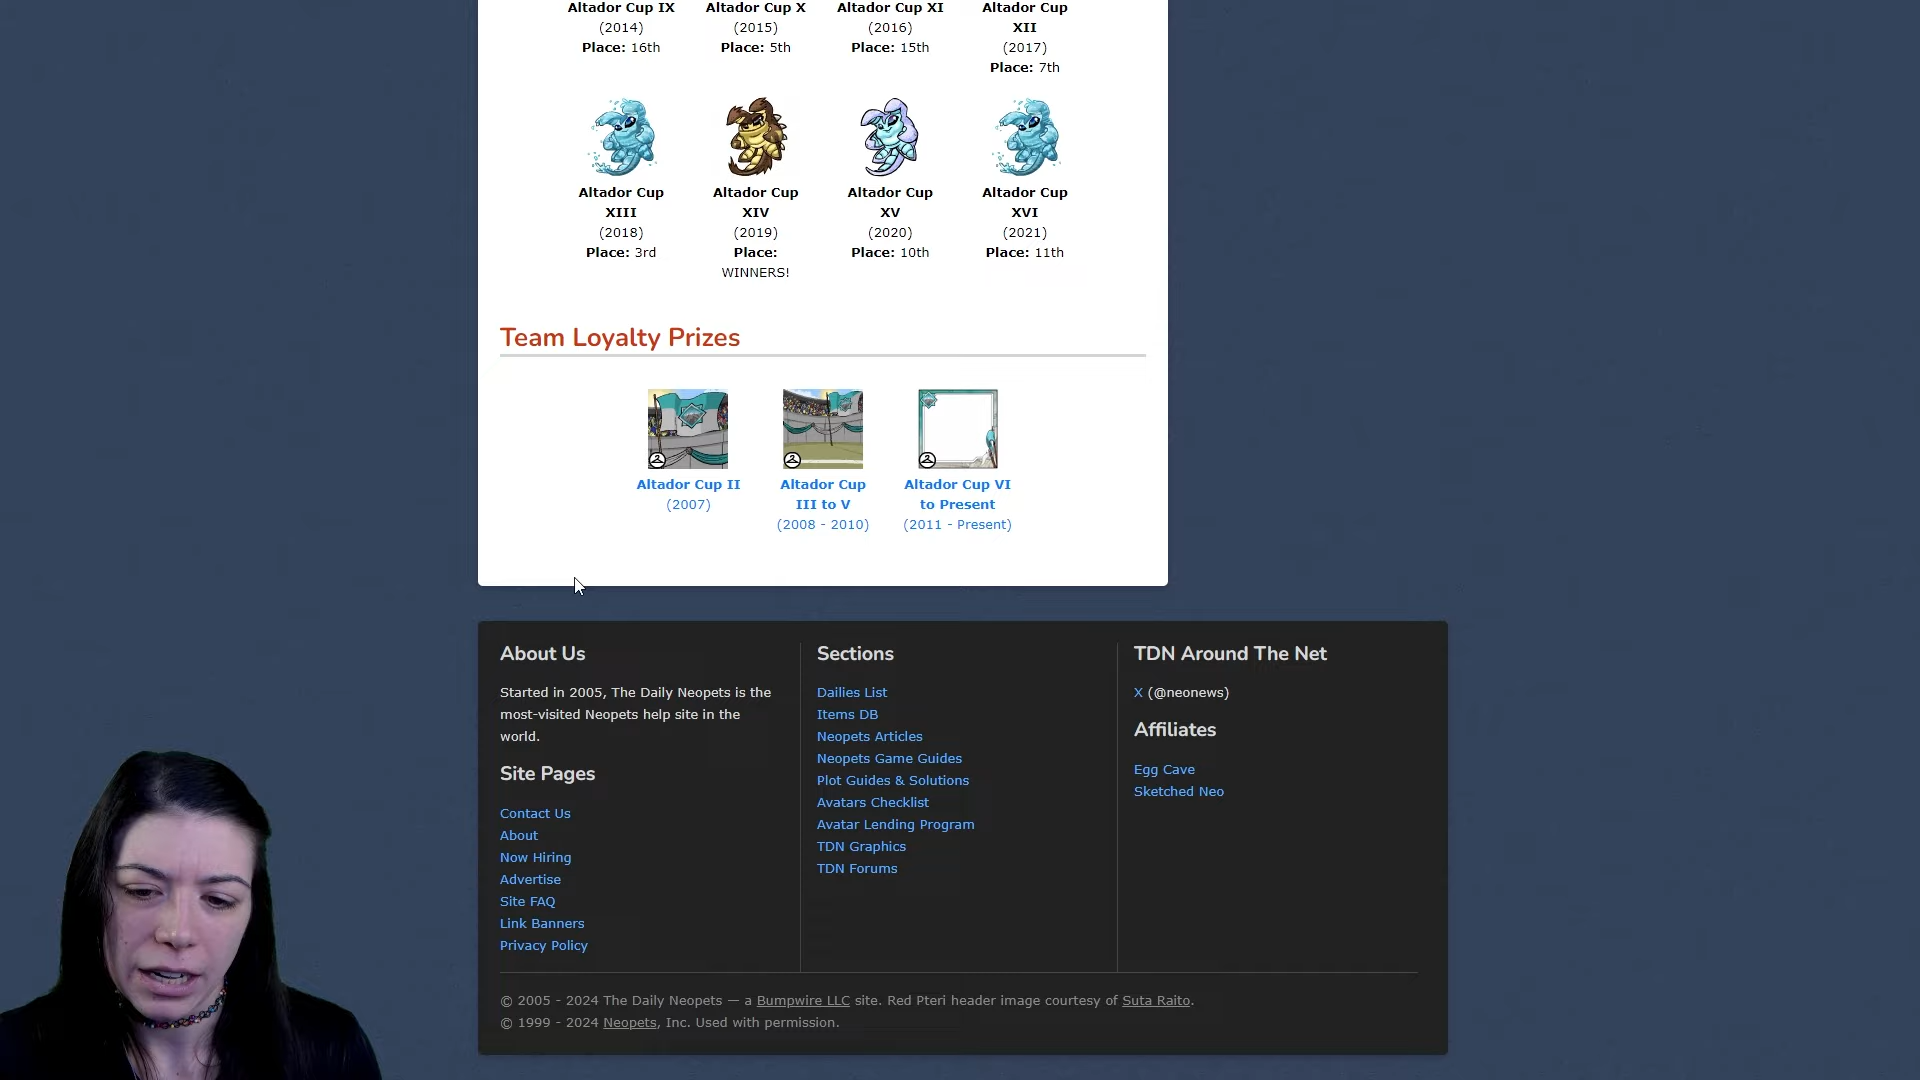 Altador Cup IX
(2014)
Place: 16th
Altador Cup X
(2015)
Place: 5th
Altador Cup XI
(2016)
Place: 15th
Altador Cup
XII
(2017)
Place: 7th
Altador Cup
XIII
(2018)
Place: 3rd
Altador Cup
XIV
(2019)
Place:
WINNERS!
Altador Cup
XV
(2020)
Place: 10th
Altador Cup
XVI
(2021)
Place: 11th
Team Loyalty Prizes
Altador Cup II
(2007)
Altador Cup
III to V
(2008 - 2010)
Altador Cup VI
to Present
(2011 - Present)
About Us
Started in 2005, The Daily Neopets is the
most-visited Neopets help site in the
world.
Site Pages
Contact Us
About
Now Hiring
Advertise
Site FAQ
Link Banners
Privacy Policy
Sections
Dailies List
Items DB
Neopets Articles
Neopets Game Guides
Plot Guides & Solutions
Avatars Checklist
Avatar Lending Program
TDN Graphics
TDN Forums
TDN Around The Net
X (@neonews)
Affiliates
Egg Cave
Sketched Neo
© 2005 - 2024 The Daily Neopets — a Bumpwire LLC site. Red Pteri header image courtesy of Suta Raito.
© 1999 - 2024 Neopets, Inc. Used with permission.